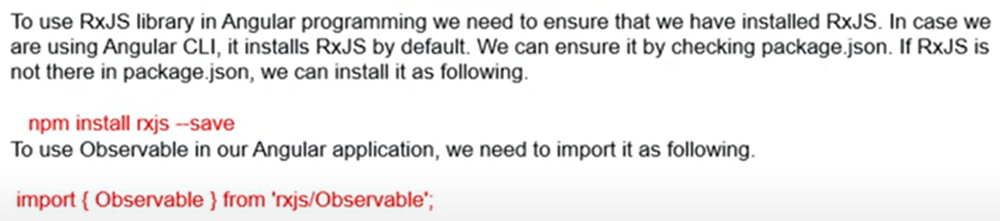 To use RxJS library in Angular programming we need to ensure that we have installed RxJS. In case we
are using Angular CLI, it installs RxJS by default. We can ensure it by checking package.json. If RxJS is
not there in package.json, we can install it as following.
npm install rxjs --save
To use Observable in our Angular application, we need to import it as following.
import { Observable } from 'rxjs/Observable';